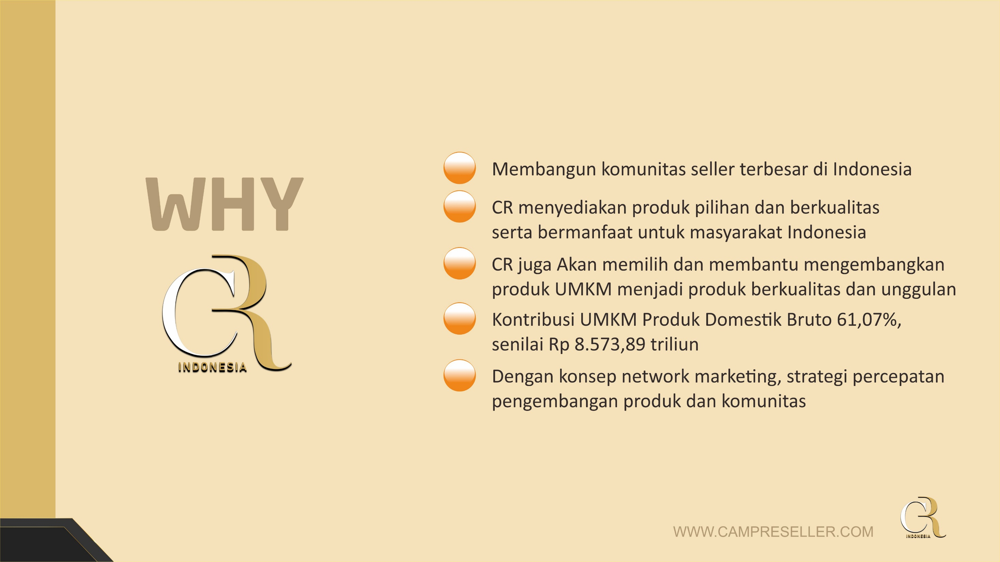 WHY
CR
INDONESIA
Membangun komunitas seller terbesar di Indonesia
CR menyediakan produk pilihan dan berkualitas
serta bermanfaat untuk masyarakat Indonesia
CR juga Akan memilih dan membantu mengembangkan
produk UMKM menjadi produk berkualitas dan unggulan
Kontribusi UMKM Produk Domestik Bruto 61,07%,
senilai Rp 8.573,89 triliun
Dengan konsep network marketing, strategi percepatan
pengembangan produk dan komunitas
WWW.CAMPRESELLER.COM
CR
INDONESIA